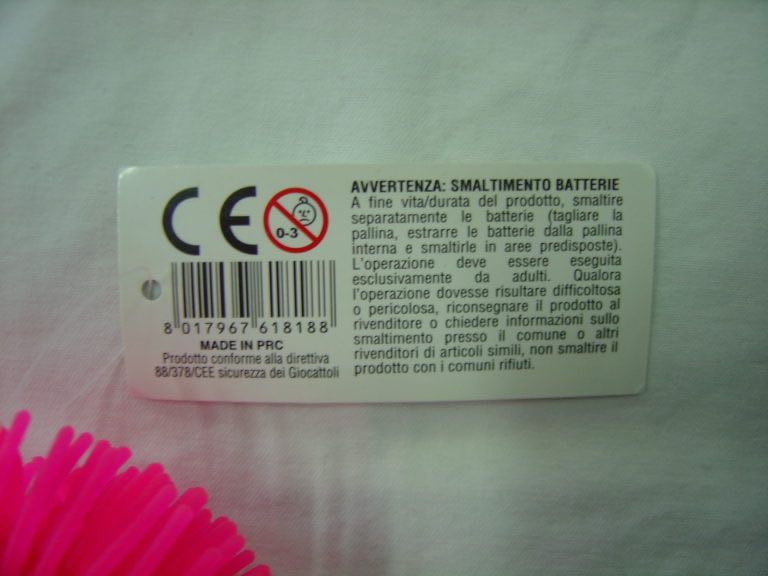 CE
0-3
8 017967 618188
MADE IN PRC
Prodotto conforme alla direttiva
88/378/CEE sicurezza dei Giocattoli
AVVERTENZA: SMALTIMENTO BATTERIE
A fine vita/durata del prodotto, smaltire
separatamente le batterie (tagliare la
pallina, estrarre le batterie dalla pallina
interna e smaltirle in aree predisposte).
L'operazione deve essere eseguita
esclusivamente da adulti. Qualora
l'operazione dovesse risultare difficoltosa
o pericolosa, riconsegnare il prodotto al
rivenditore o chiedere informazioni sullo
smaltimento presso il comune o altri
rivenditori di articoli simili, non smaltire il
prodotto con i comuni rifiuti.